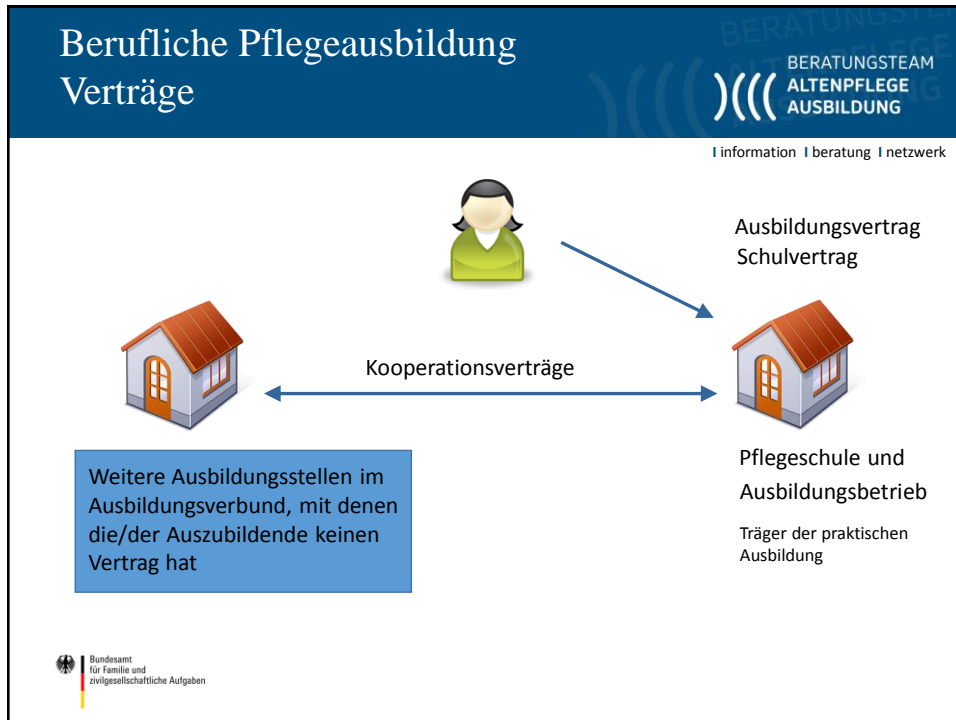 Berufliche Pflegeausbildung
Verträge
BERATUNGSTEAM
ALTENPFLEGE
AUSBILDUNG
I information I beratung I netzwerk
Ausbildungsvertrag
Schulvertrag
Kooperationsverträge
Weitere Ausbildungsstellen im
Ausbildungsverbund, mit denen
die/der Auszubildende keinen
Vertrag hat
Pflegeschule und
Ausbildungsbetrieb
Träger der praktischen
Ausbildung
Bundesamt
für Familie und
zivilgesellschaftliche Aufgaben